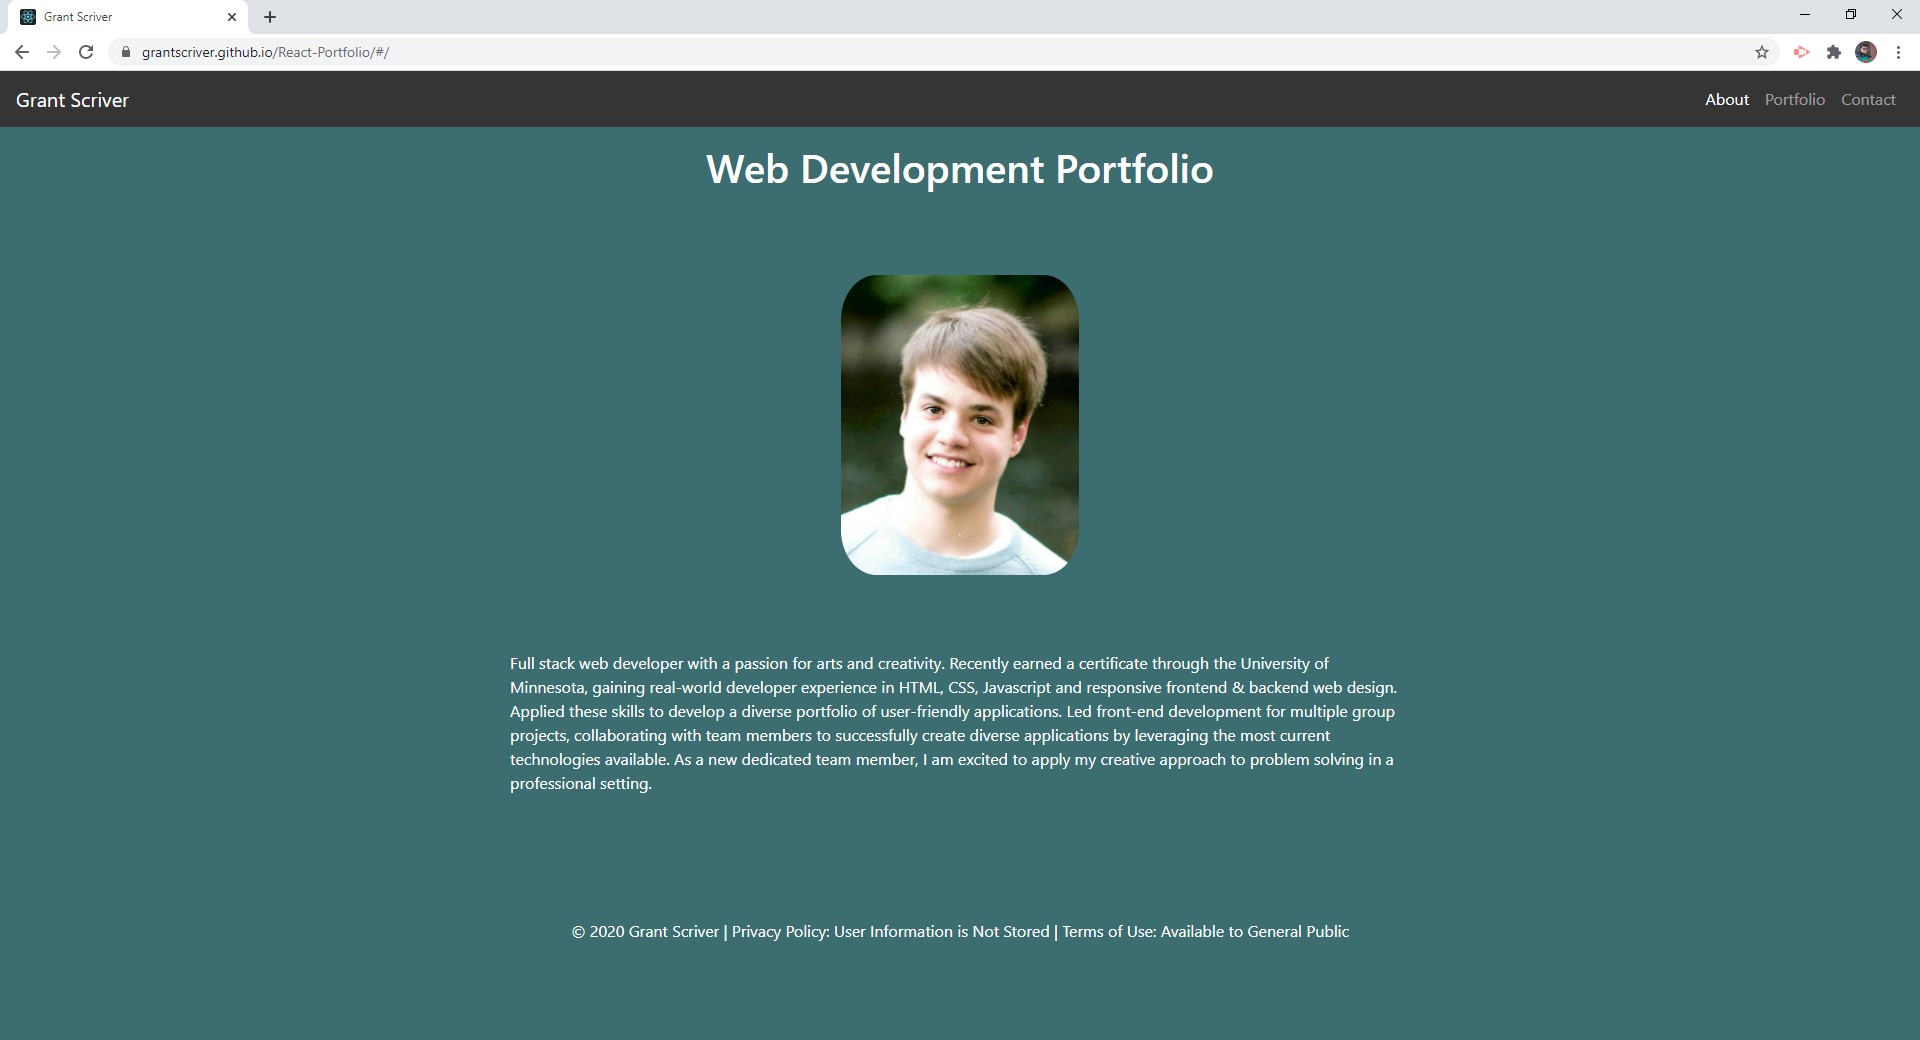 Grant Scriver
grantscriver.github.io/React-Portfolio/#/
Grant Scriver
About Portfolio Contact
Web Development Portfolio
Full stack web developer with a passion for arts and creativity. Recently earned a certificate through the University of
Minnesota, gaining real-world developer experience in HTML, CSS, Javascript and responsive frontend & backend web design.
Applied these skills to develop a diverse portfolio of user-friendly applications. Led front-end development for multiple group
projects, collaborating with team members to successfully create diverse applications by leveraging the most current
technologies available. As a new dedicated team member, I am excited to apply my creative approach to problem solving in a
professional setting.
© 2020 Grant Scriver | Privacy Policy: User Information is Not Stored | Terms of Use: Available to General Public